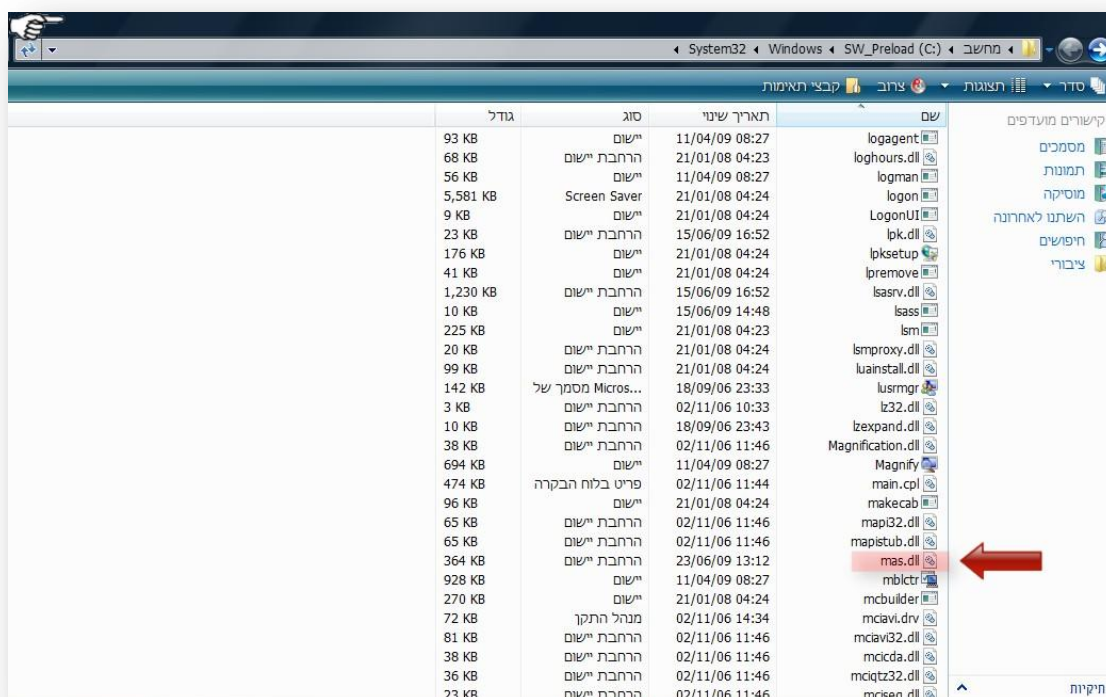 מחשב ◂ SW_Preload (C:) ◂ Windows ◂ System32
סדר תצוגות צרוב קבצי תאימות
קישורים מועדפים
מסמכים
תמונות
מוסיקה
השתנו לאחרונה
חיפושים
ציבורי
שם תאריך שינוי סוג גודל
logagent 11/04/09 08:27 יישום 93 KB
loghours.dll 21/01/08 04:23 הרחבת יישום 68 KB
logman 11/04/09 08:27 יישום 56 KB
logon 21/01/08 04:24 Screen Saver 5,581 KB
LogonUI 21/01/08 04:24 יישום 9 KB
lpk.dll 15/06/09 16:52 הרחבת יישום 23 KB
lpksetup 21/01/08 04:24 יישום 176 KB
lpremove 21/01/08 04:24 יישום 41 KB
lsasrv.dll 15/06/09 16:52 הרחבת יישום 1,230 KB
lsass 15/06/09 14:48 יישום 10 KB
lsm 21/01/08 04:23 יישום 225 KB
lsmproxy.dll 21/01/08 04:24 הרחבת יישום 20 KB
luainstall.dll 21/01/08 04:24 הרחבת יישום 99 KB
lusrmgr 18/09/06 23:33 מסמך של Micros... 142 KB
lz32.dll 02/11/06 10:33 הרחבת יישום 3 KB
lzexpand.dll 18/09/06 23:43 הרחבת יישום 10 KB
Magnification.dll 02/11/06 11:46 הרחבת יישום 38 KB
Magnify 11/04/09 08:27 יישום 694 KB
main.cpl 02/11/06 11:44 פריט בלוח הבקרה 474 KB
makecab 21/01/08 04:24 יישום 96 KB
mapi32.dll 02/11/06 11:46 הרחבת יישום 65 KB
mapistub.dll 02/11/06 11:46 הרחבת יישום 65 KB
mas.dll 23/06/09 13:12 הרחבת יישום 364 KB
mblctr 11/04/09 08:27 יישום 928 KB
mcbuilder 21/01/08 04:24 יישום 270 KB
mciavi.drv 02/11/06 14:34 מנהל התקן 72 KB
mciavi32.dll 02/11/06 11:46 הרחבת יישום 81 KB
mcicda.dll 02/11/06 11:46 הרחבת יישום 38 KB
mciqtz32.dll 02/11/06 11:46 הרחבת יישום 36 KB
mciseq.dll 02/11/06 11:46 הרחבת יישום 23 KB
תיקיות